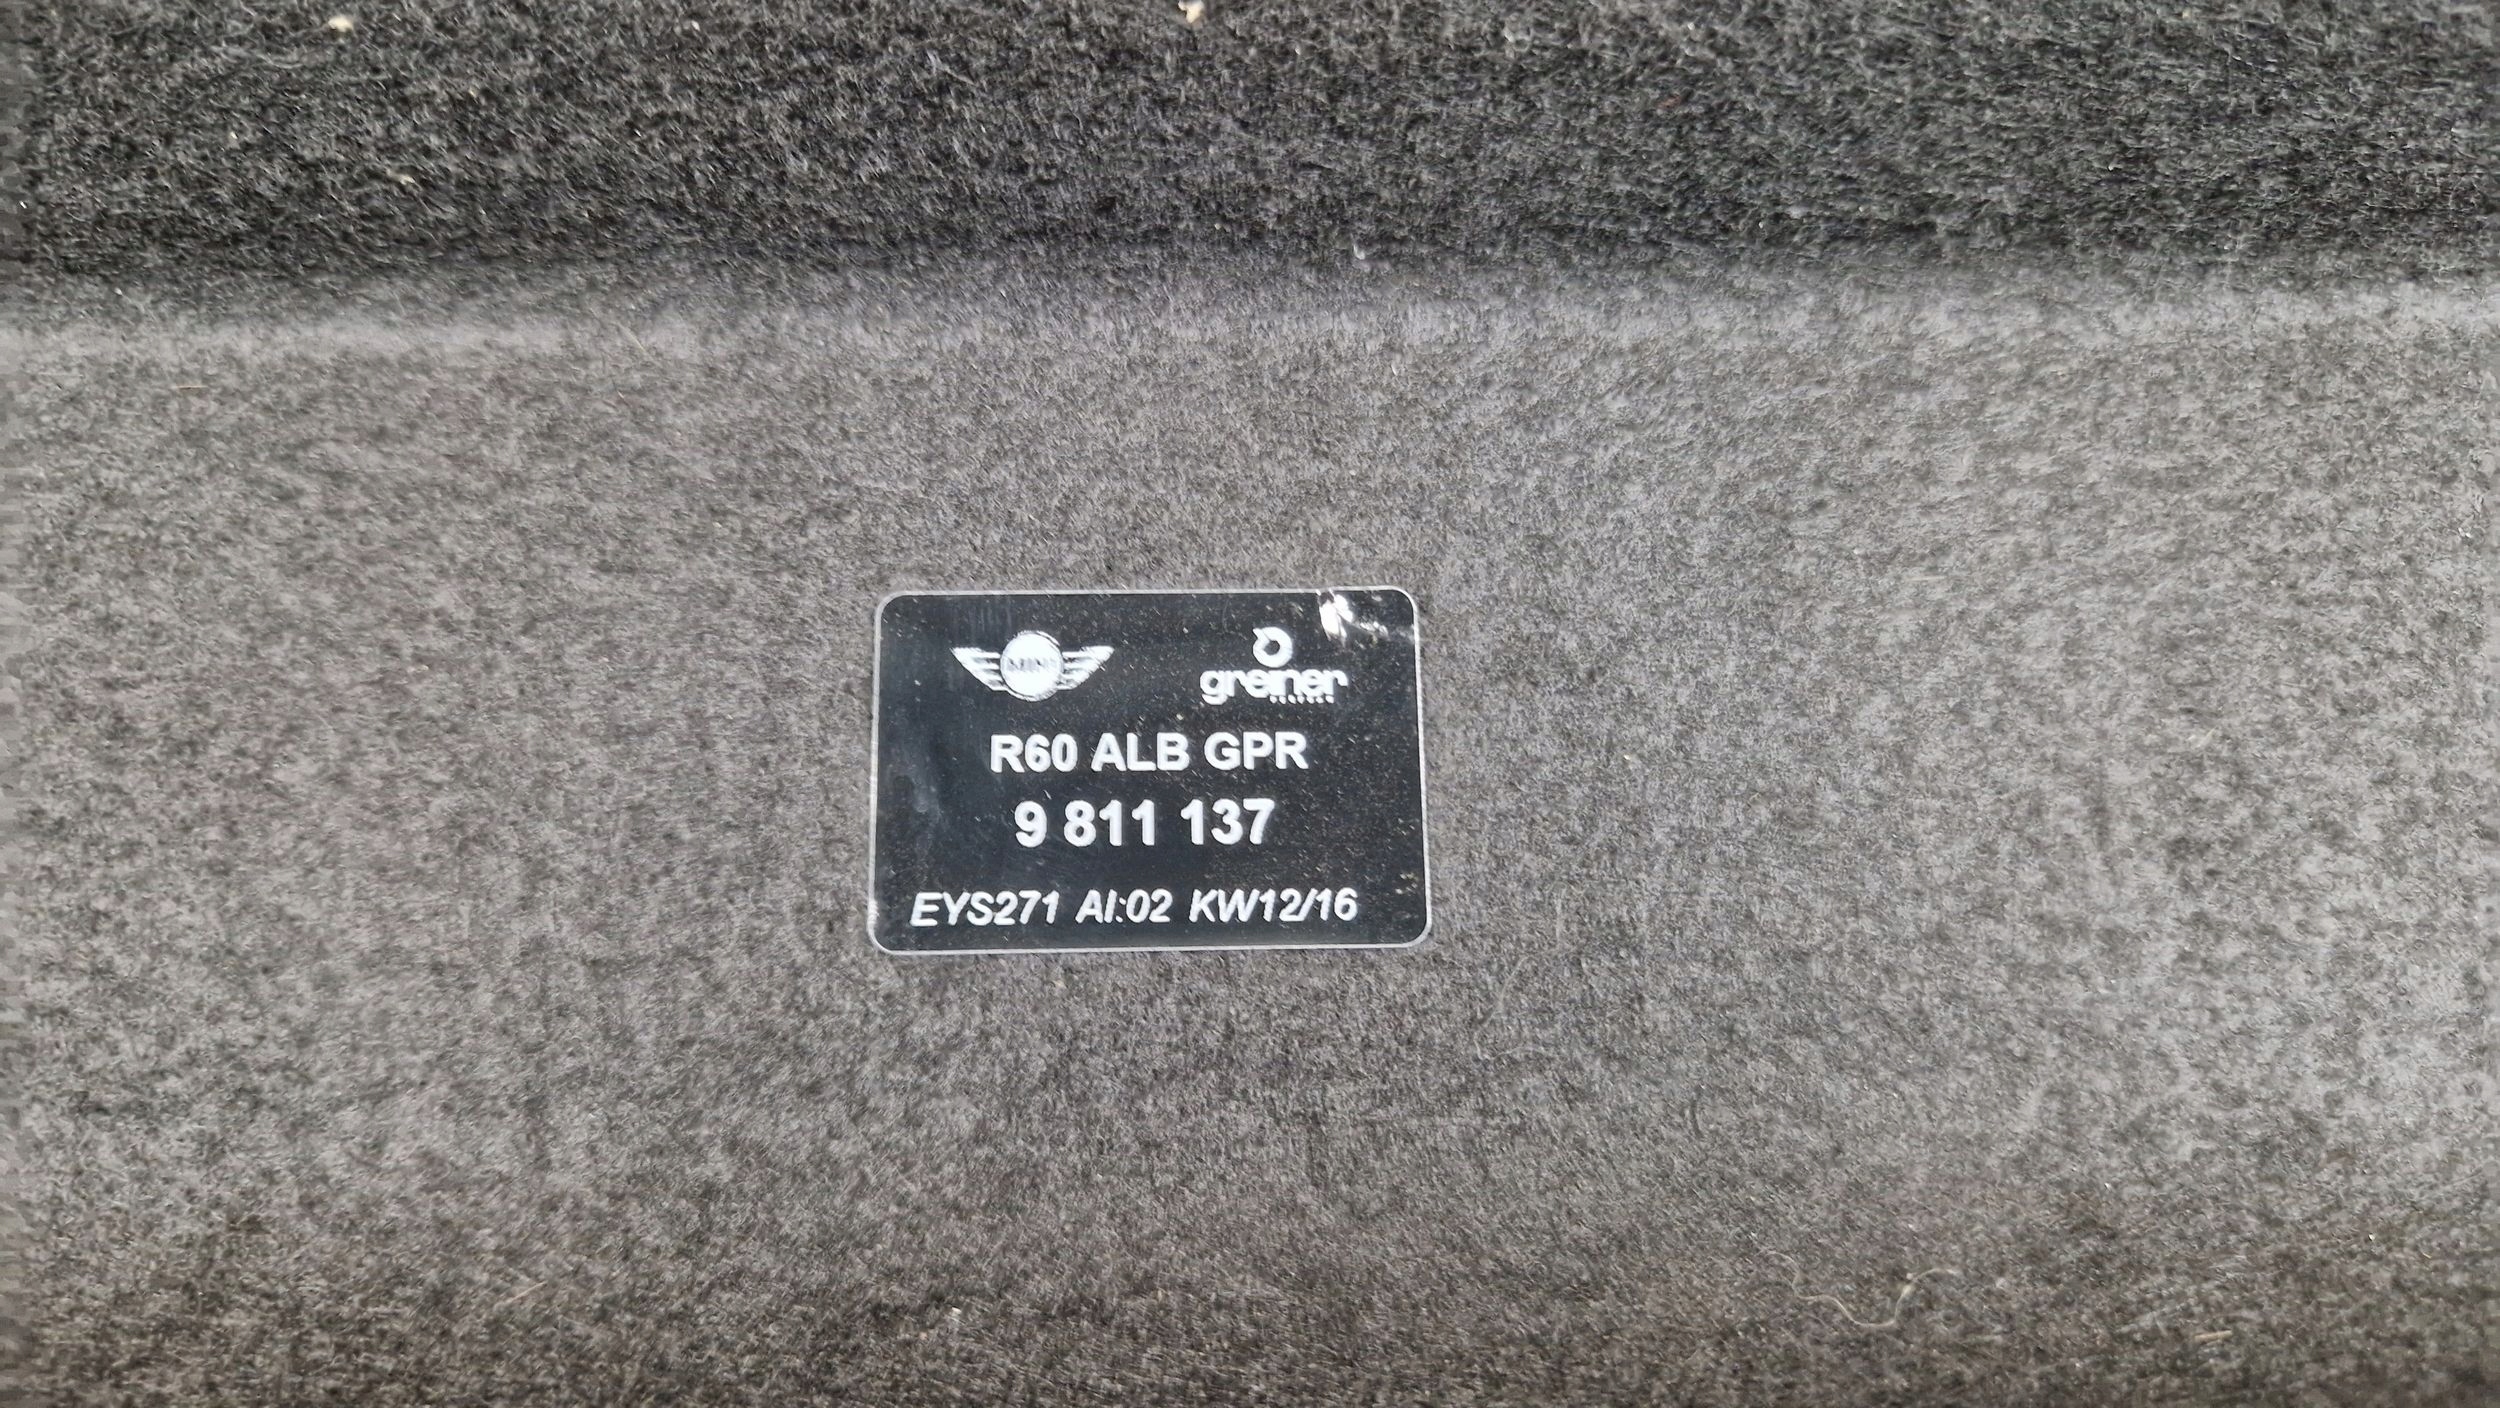 MINI
greiner
R60 ALB GPR
9 811 137
EYS271 AI:02 KW12/16